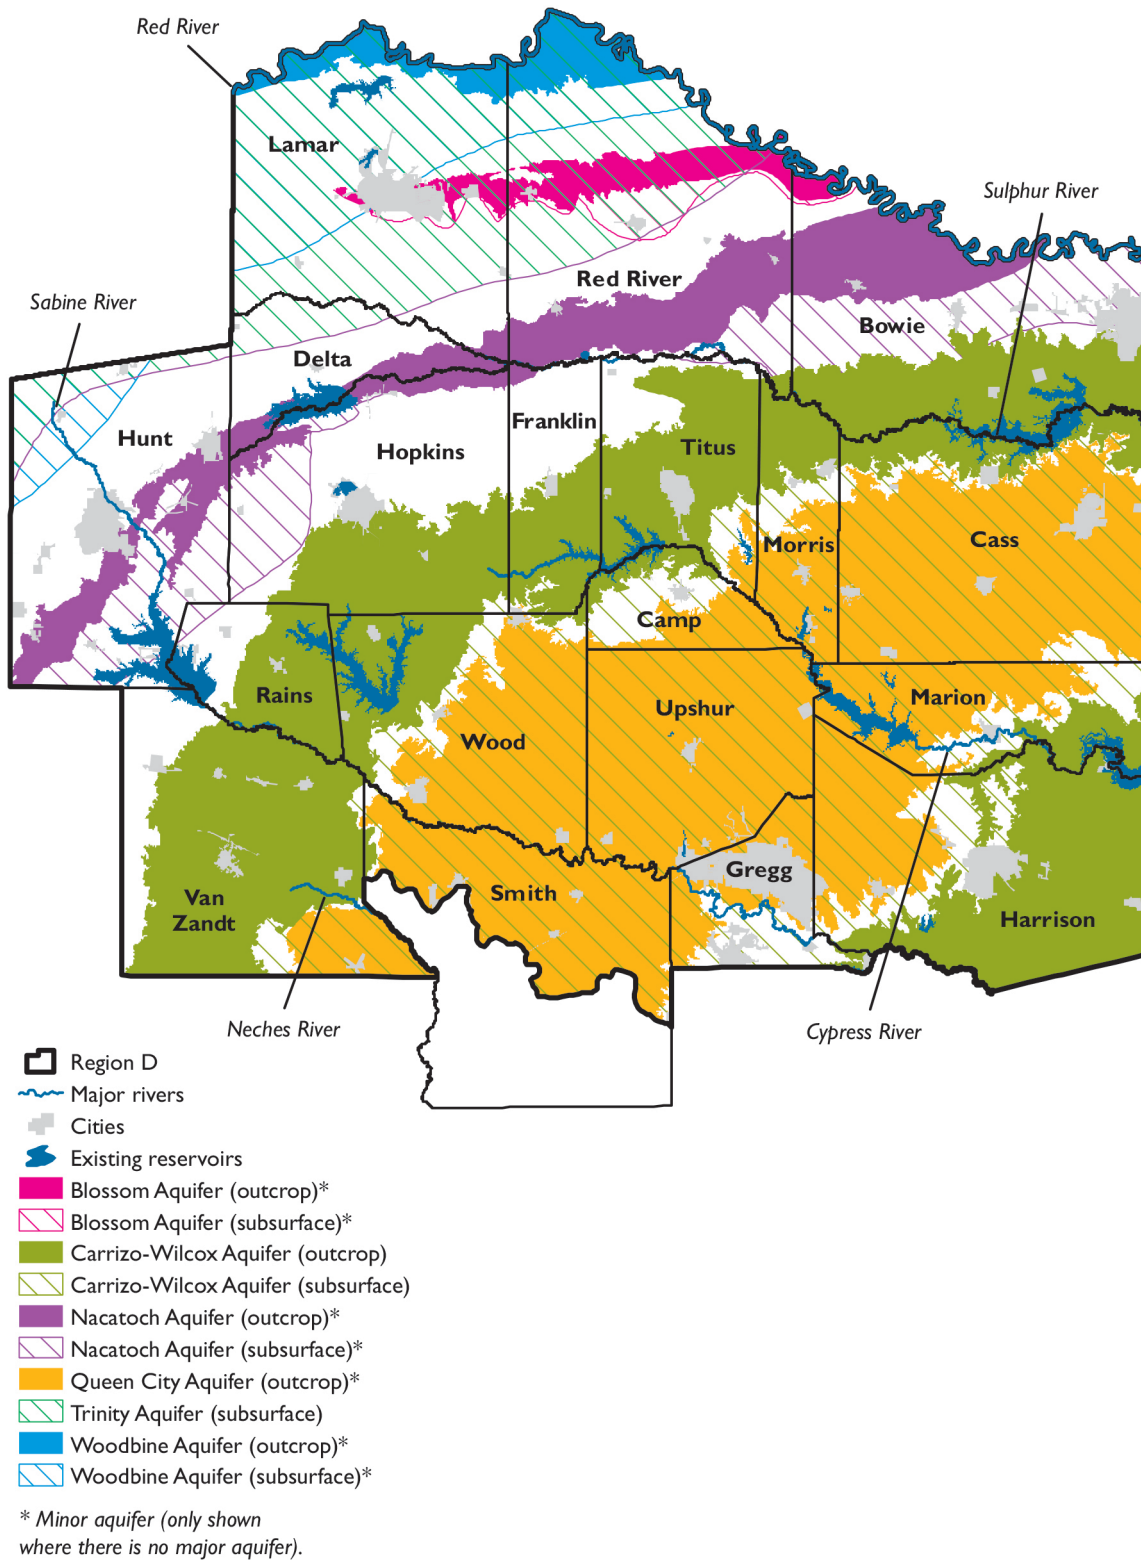 Red River
Lamar
Sulphur River
Red River
Sabine River
Bowie
Delta
Franklin
Hunt
Hopkins
Titus
Morris
Cass
Camp
Rains
Marion
Upshur
Wood
Gregg
Smith
Van
Zandt
Harrison
Neches River
Cypress River
Region D
Major rivers
Cities
Existing reservoirs
Blossom Aquifer (outcrop)*
Blossom Aquifer (subsurface)*
Carrizo-Wilcox Aquifer (outcrop)
Carrizo-Wilcox Aquifer (subsurface)
Nacatoch Aquifer (outcrop)*
Nacatoch Aquifer (subsurface)*
Queen City Aquifer (outcrop)*
Trinity Aquifer (subsurface)
Woodbine Aquifer (outcrop)*
Woodbine Aquifer (subsurface)*
* Minor aquifer (only shown
where there is no major aquifer).